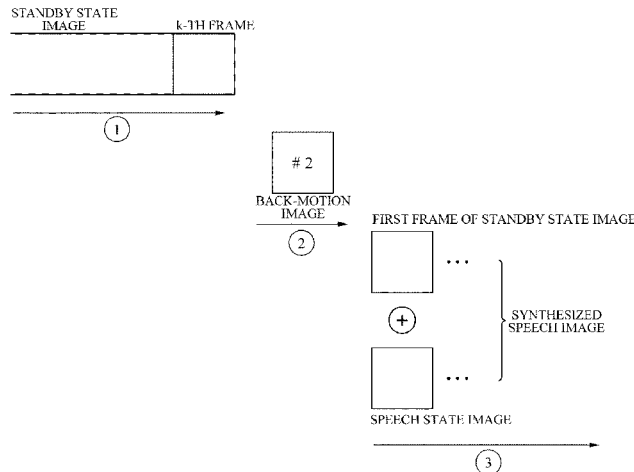 STANDBY STATE
IMAGE
k-TH FRAME
1
# 2
BACK-MOTION
IMAGE
2
FIRST FRAME OF STANDBY STATE IMAGE
...
+
SYNTHESIZED
SPEECH IMAGE
...
SPEECH STATE IMAGE
3